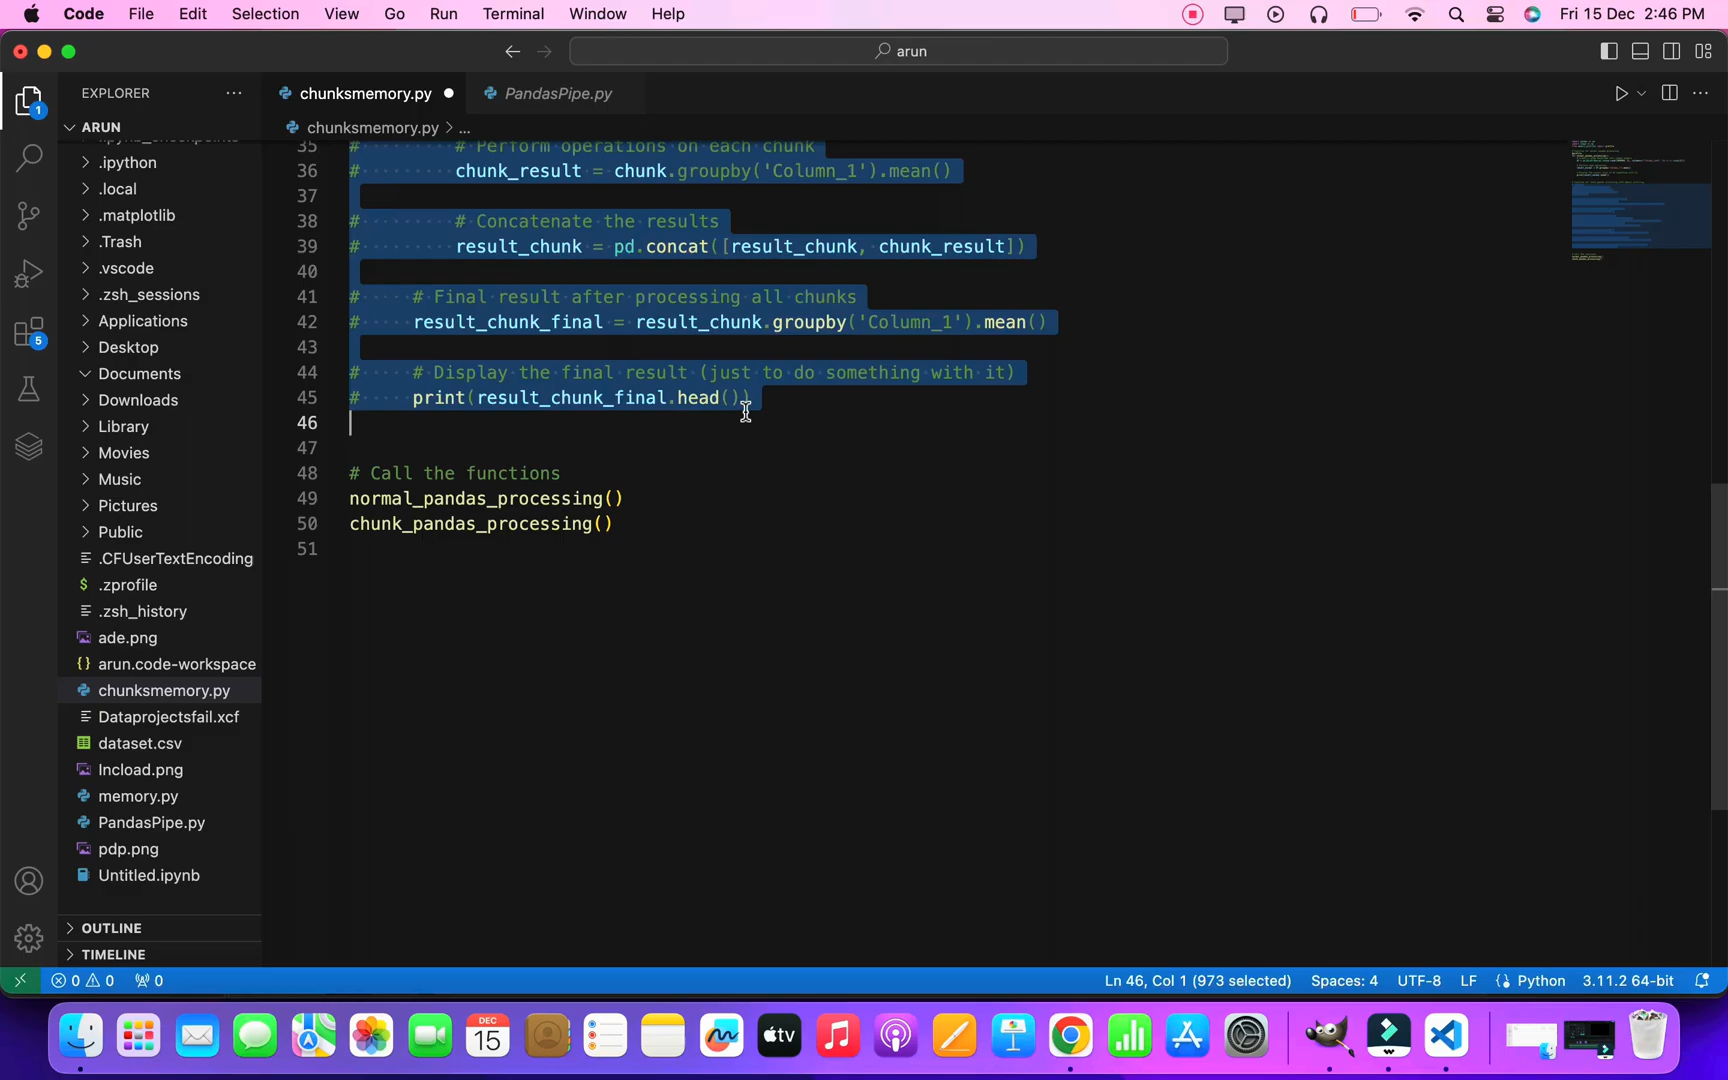 Code File Edit Selection View Go Run Terminal Window Help Fri 15 Dec 2:46 PM
arun
EXPLORER ··· chunksmemory.py PandasPipe.py
ARUN chunksmemory.py > ...
.ipython
.local
.matplotlib
.Trash
.vscode
.zsh_sessions
Applications
Desktop
Documents
Downloads
Library
Movies
Music
Pictures
Public
.CFUserTextEncoding
$ .zprofile
.zsh_history
ade.png
{} arun.code-workspace
chunksmemory.py
Dataprojectsfail.xcf
dataset.csv
Incload.png
memory.py
PandasPipe.py
pdp.png
Untitled.ipynb
OUTLINE
TIMELINE
1
5
35 # # Perform operations on each chunk
36 # chunk_result = chunk.groupby('Column_1').mean()
37
38 # # Concatenate the results
39 # result_chunk = pd.concat([result_chunk, chunk_result])
40
41 # # Final result after processing all chunks
42 # result_chunk_final = result_chunk.groupby('Column_1').mean()
43
44 # # Display the final result (just to do something with it)
45 # print(result_chunk_final.head())
46
47
48 # Call the functions
49 normal_pandas_processing()
50 chunk_pandas_processing()
51
0 0 0 Ln 46, Col 1 (973 selected) Spaces: 4 UTF-8 LF Python 3.11.2 64-bit
DEC
15
tv